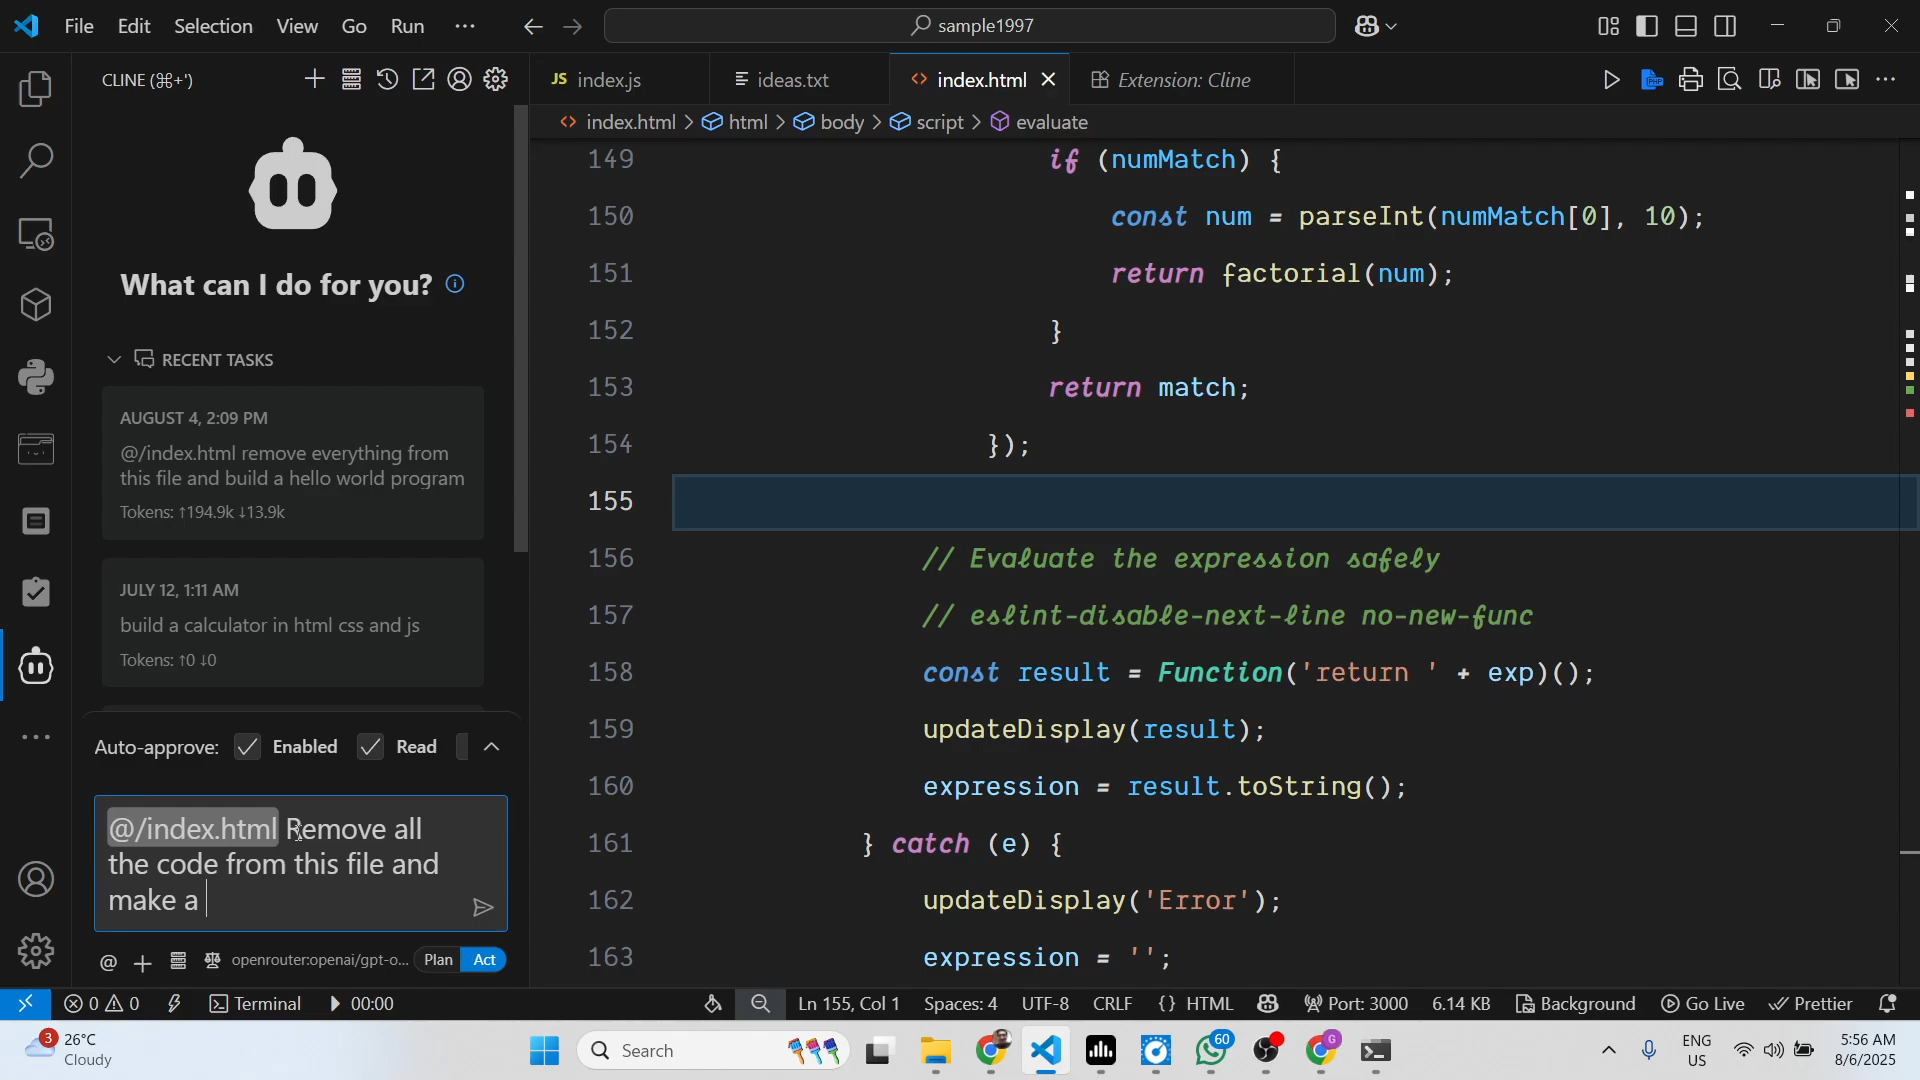 File Edit Selection View Go Run ...
sample1997
CLINE (⌘+')
JS index.js
ideas.txt
index.html
Extension: Cline
index.html > html > body > script > evaluate
What can I do for you?
RECENT TASKS
AUGUST 4, 2:09 PM
@/index.html remove everything from
this file and build a hello world program
Tokens: ↑194.9k ↓13.9k
JULY 12, 1:11 AM
build a calculator in html css and js
Tokens: ↑0 ↓0
Auto-approve: Enabled Read
@/index.html Remove all
the code from this file and
make a
@ + openrouter:openai/gpt-o... Plan Act
149 if (numMatch) {
150 const num = parseInt(numMatch[0], 10);
151 return factorial(num);
152 }
153 return match;
154 });
155
156 // Evaluate the expression safely
157 // eslint-disable-next-line no-new-func
158 const result = Function('return ' + exp)();
159 updateDisplay(result);
160 expression = result.toString();
161 } catch (e) {
162 updateDisplay('Error');
163 expression = '';
0 0 Terminal 00:00
Ln 155, Col 1 Spaces: 4 UTF-8 CRLF {} HTML Port: 3000 6.14 KB Background Go Live Prettier
3 26°C
Cloudy
Search
60
G
ENG
US
5:56 AM
8/6/2025